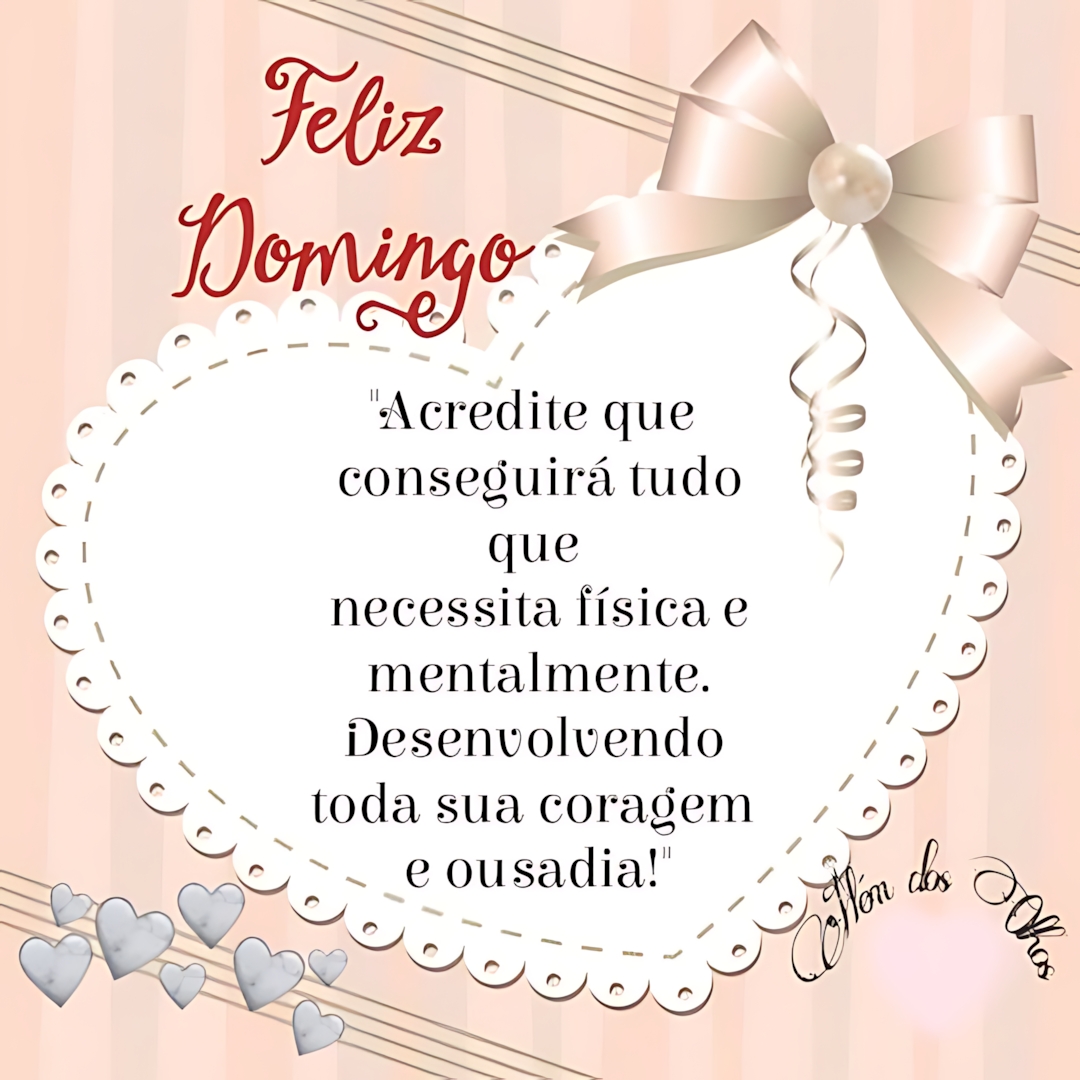 Feliz
Domingo
"Acredite que
conseguirá tudo
que
necessita física e
mentalmente.
Desenvolvendo
toda sua coragem
e ousadia!"
Além dos Olhos